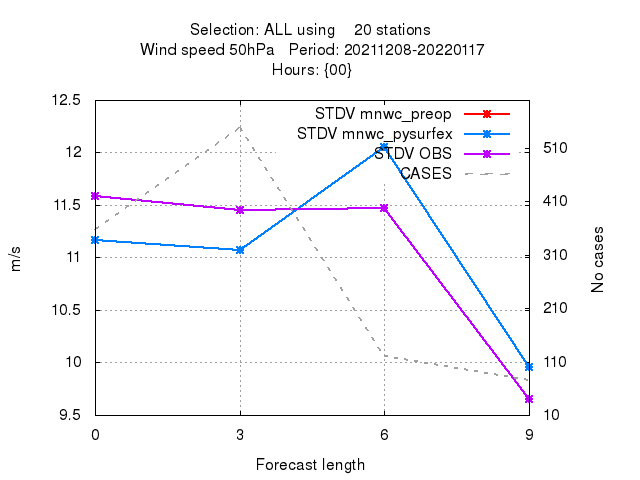 Selection: ALL using 20 stations
Wind speed 50hPa Period: 20211208-20220117
Hours: {00}
STDV mnwc_preop
STDV mnwc_pysurfex
STDV OBS
CASES
12.5
12
11.5
11
10.5
10
9.5
m/s
510
410
310
210
110
10
No cases
0 3 6 9
Forecast length